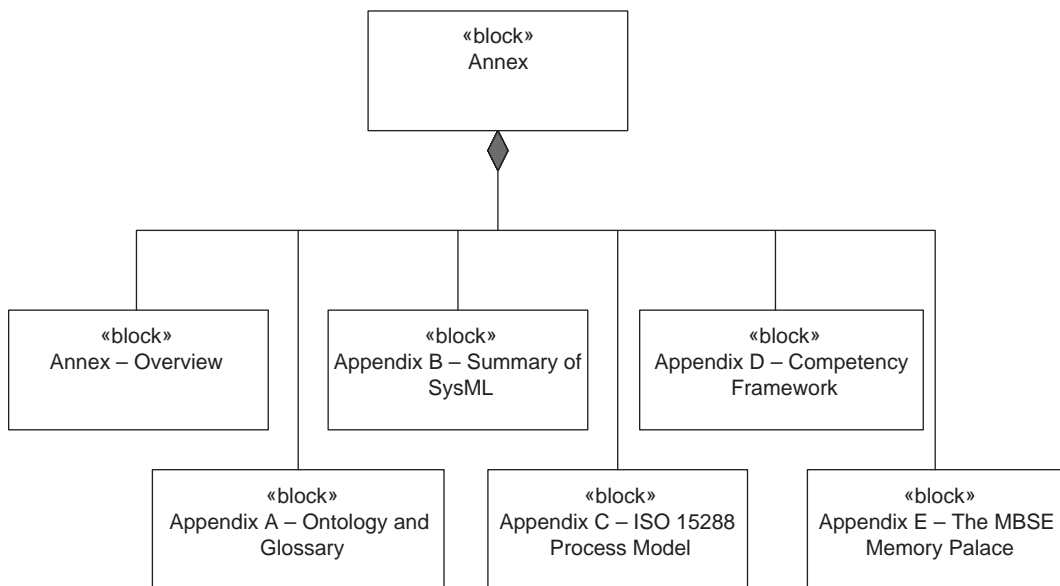 «block»
Annex
«block»
Annex – Overview
«block»
Appendix B – Summary of
SysML
«block»
Appendix D – Competency
Framework
«block»
Appendix A – Ontology and
Glossary
«block»
Appendix C – ISO 15288
Process Model
«block»
Appendix E – The MBSE
Memory Palace